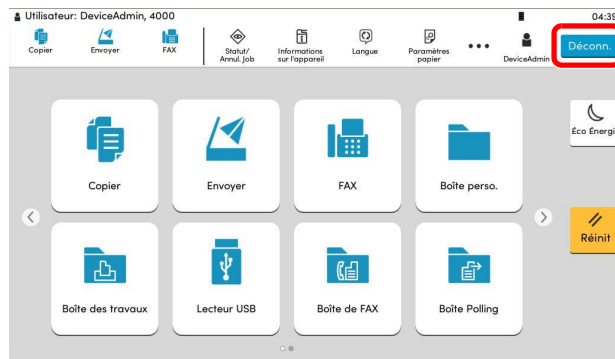 Utilisateur: DeviceAdmin, 4000
04:39
Copier
Envoyer
FAX
Statut/
Annul. Job
Informations
sur l'appareil
Langue
Paramètres
papier
DeviceAdmin
Déconn.
Éco Énergi
Copier
Envoyer
FAX
Boîte perso.
Réinit
Boîte des travaux
Lecteur USB
Boîte de FAX
Boîte Polling